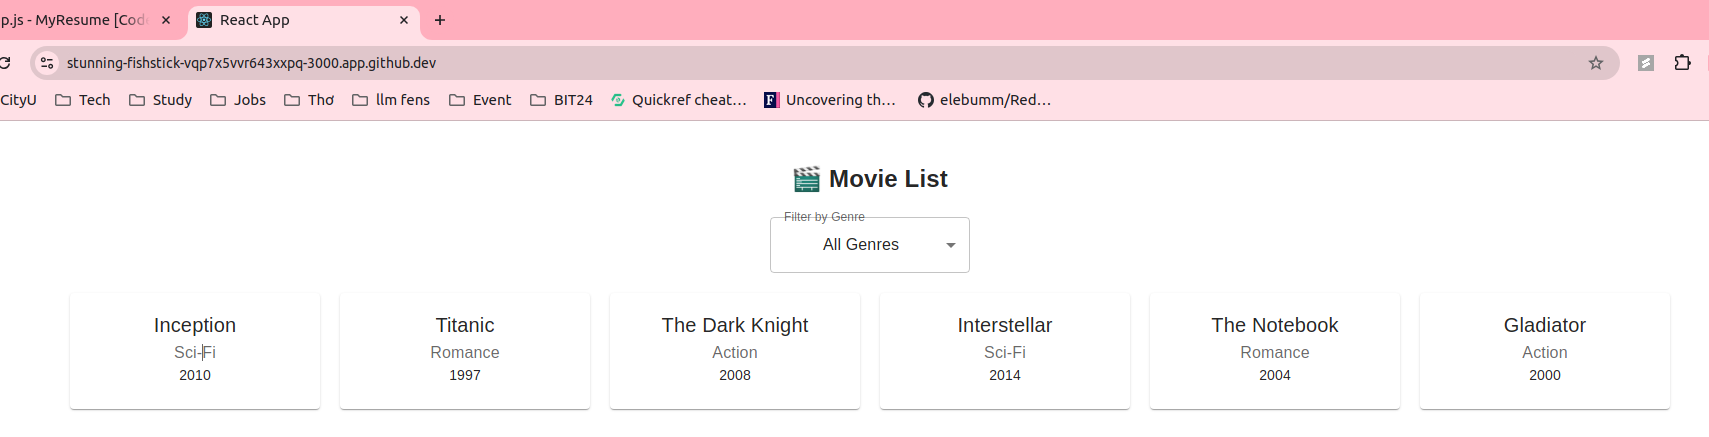 p.js - MyResume [Cod
React App
stunning-fishstick-vqp7x5vvr643xxpq-3000.app.github.dev
CityU Tech Study Jobs Thơ llm fens Event BIT24 Quickref cheat… Uncovering th… elebumm/Red…
🎬 Movie List
Filter by Genre
All Genres
Inception
Sci-Fi
2010
Titanic
Romance
1997
The Dark Knight
Action
2008
Interstellar
Sci-Fi
2014
The Notebook
Romance
2004
Gladiator
Action
2000